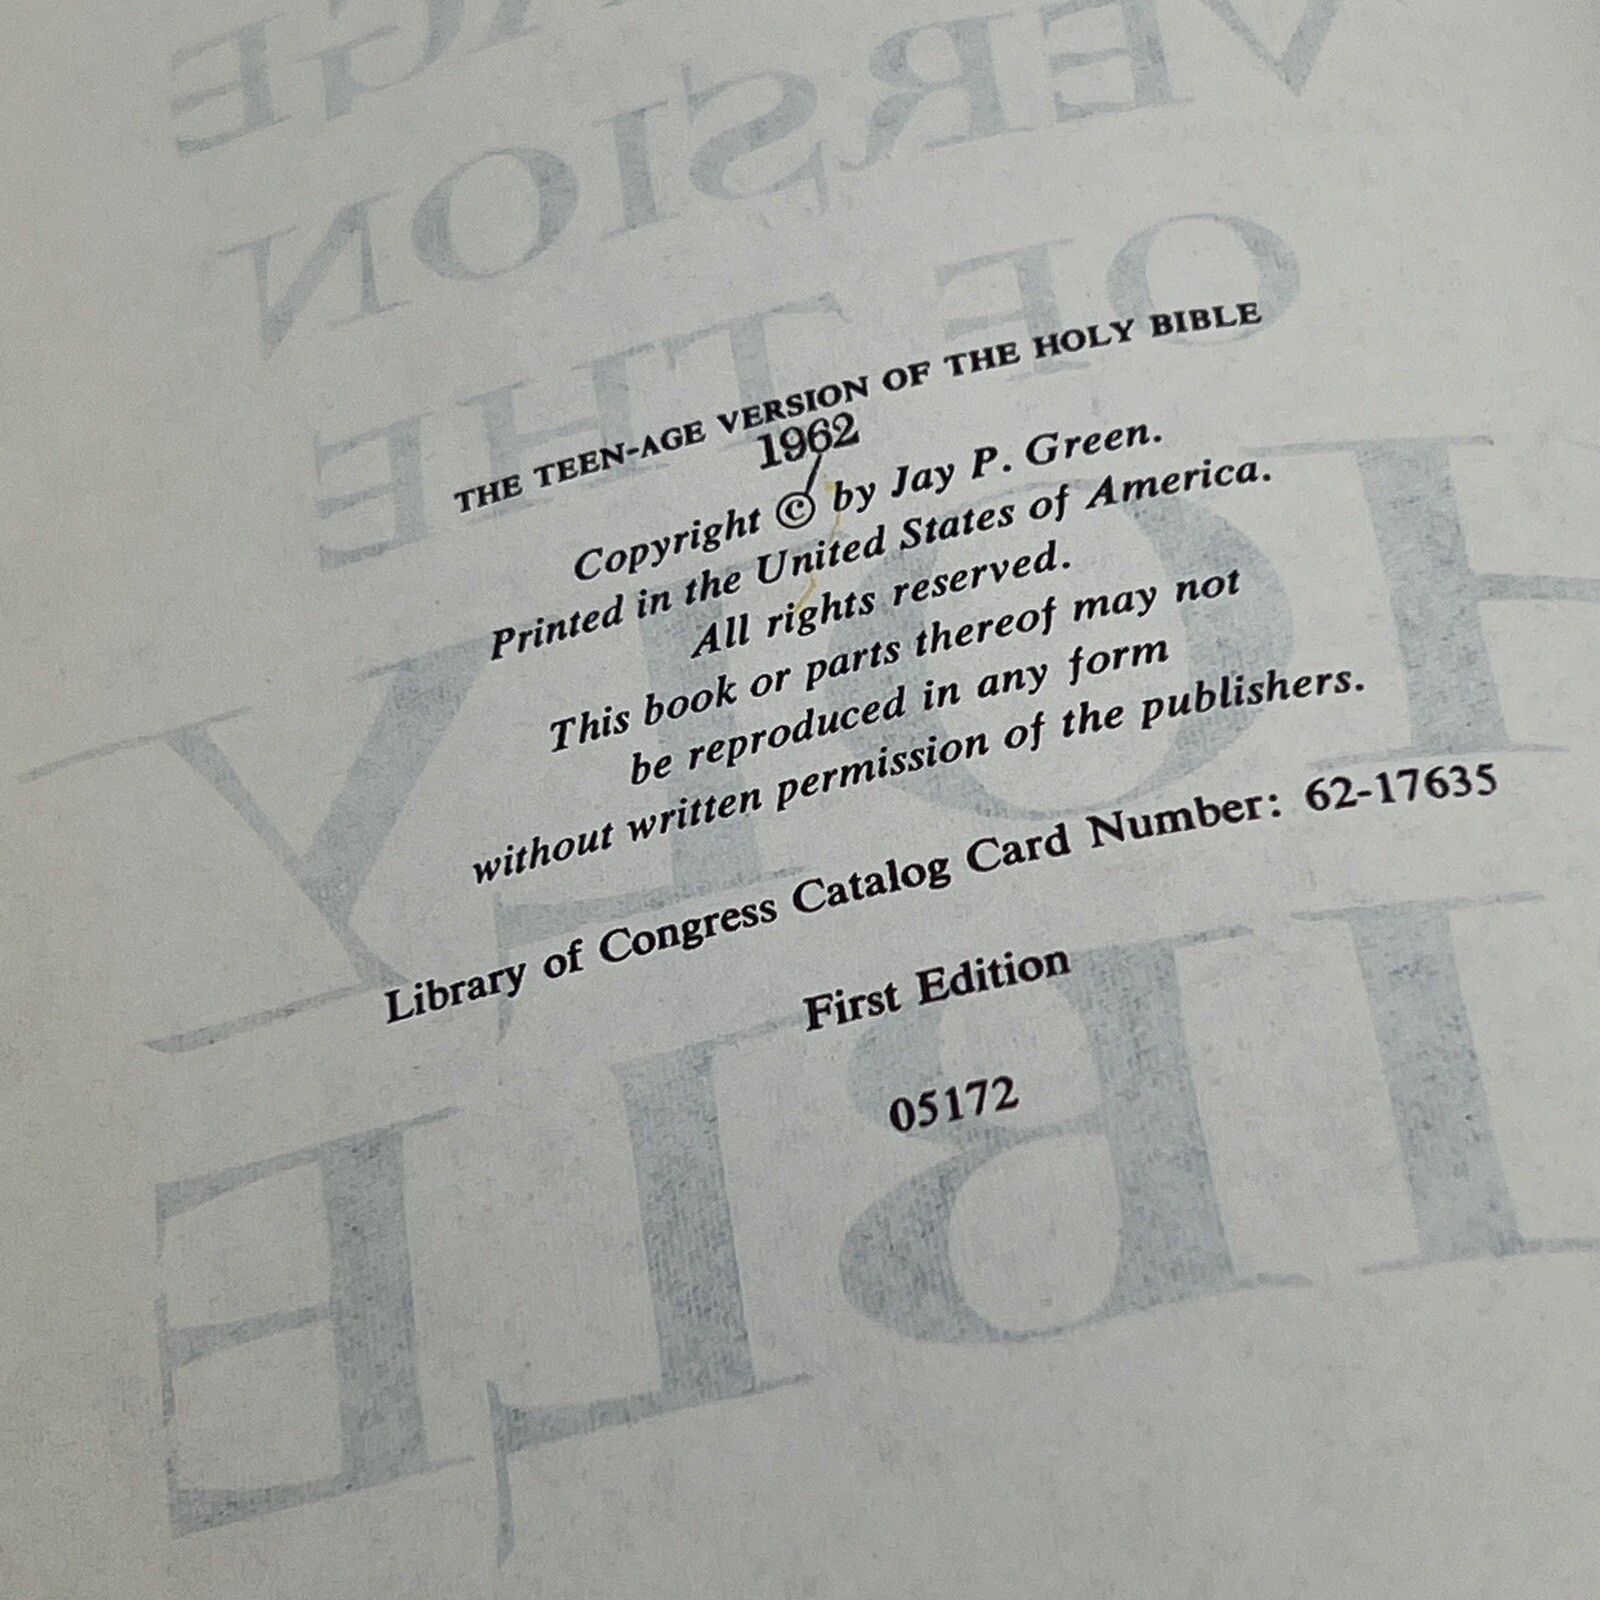 THE TEEN-AGE VERSION OF THE HOLY BIBLE
1962
Copyright © by Jay P. Green.
Printed in the United States of America.
All rights reserved.
This book or parts thereof may not
be reproduced in any form
without written permission of the publishers.
Library of Congress Catalog Card Number: 62-17635
First Edition
05172